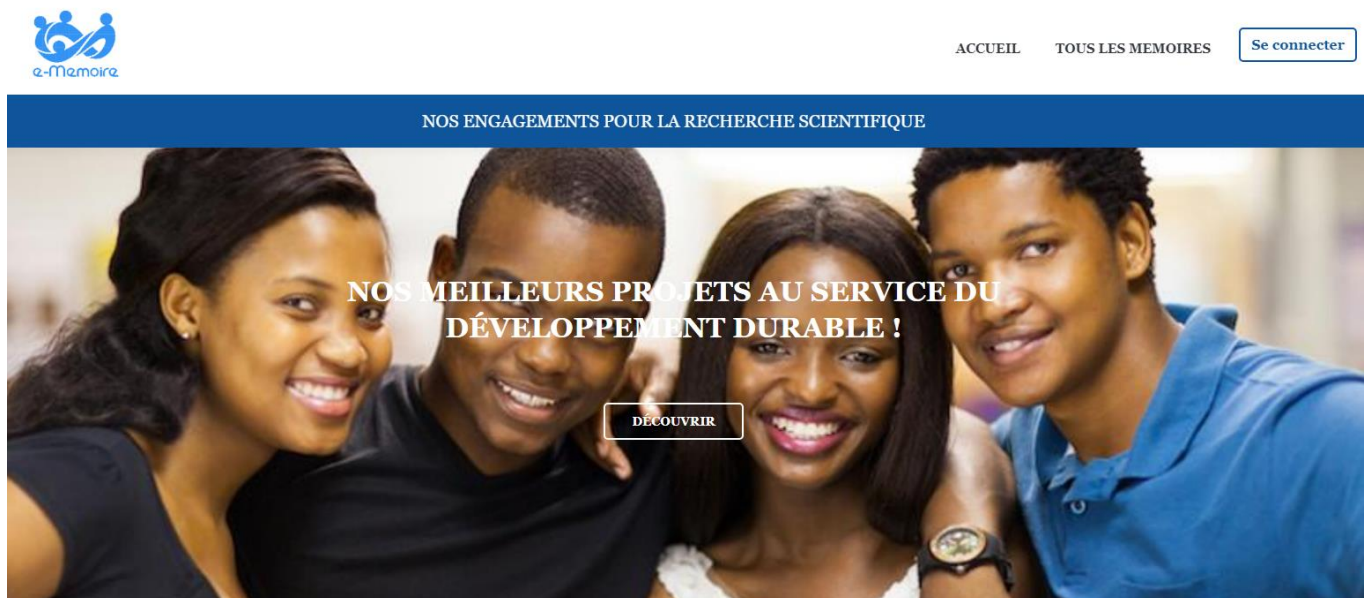 e-Memoire
ACCUEIL TOUS LES MEMOIRES Se connecter
NOS ENGAGEMENTS POUR LA RECHERCHE SCIENTIFIQUE
NOS MEILLEURS PROJETS AU SERVICE DU
DÉVELOPPEMENT DURABLE !
DÉCOUVRIR